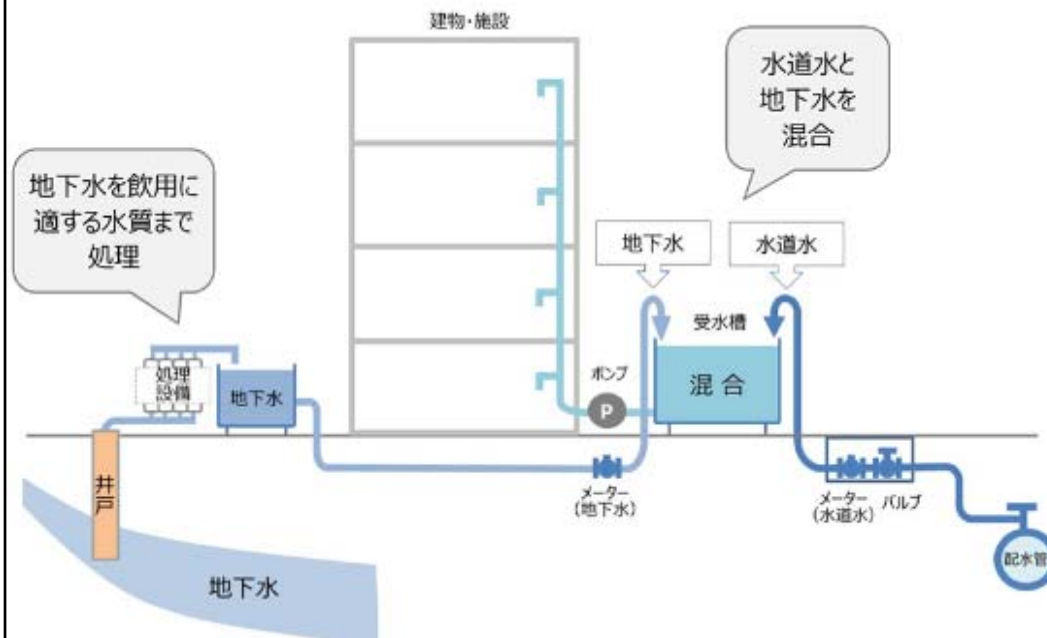 建物・施設
水道水と
地下水を
混合
地下水を飲用に
適する水質まで
処理
地下水
水道水
受水槽
処理
設備
地下水
ポンプ
P
混合
井戸
メーター
(地下水)
メーター
(水道水)
バルブ
配水管
地下水